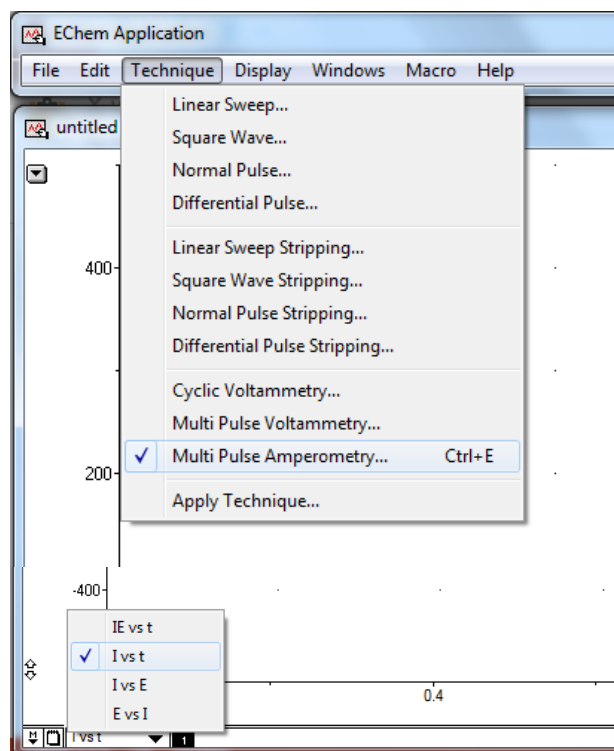 EChem Application
File Edit Technique Display Windows Macro Help
untitled
Linear Sweep...
Square Wave...
Normal Pulse...
Differential Pulse...
Linear Sweep Stripping...
Square Wave Stripping...
Normal Pulse Stripping...
Differential Pulse Stripping...
Cyclic Voltammetry...
Multi Pulse Voltammetry...
Multi Pulse Amperometry... Ctrl+E
Apply Technique...
400
200
-400
IE vs t
I vs t
I vs E
E vs I
0.4
M I vs t 1